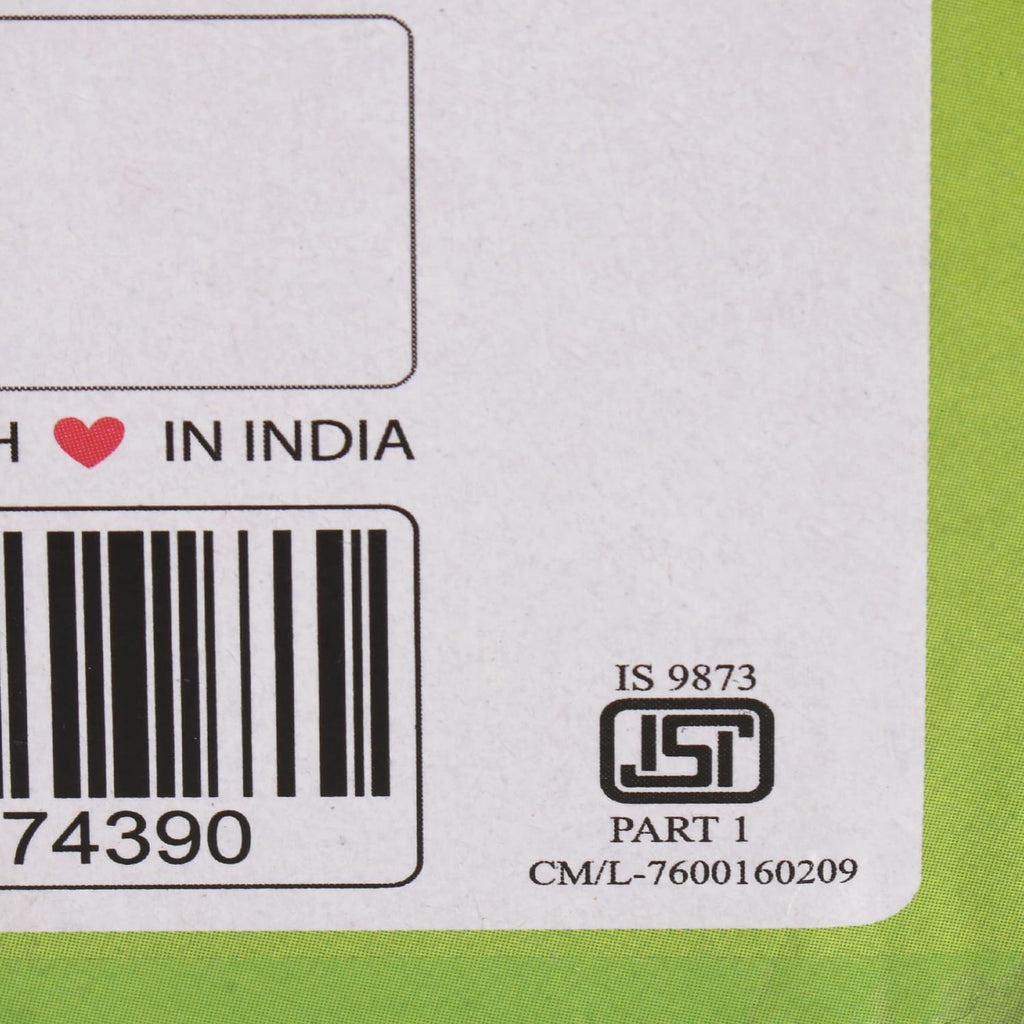 H ❤ IN INDIA
74390
IS 9873
ISI
PART 1
CM/L-7600160209